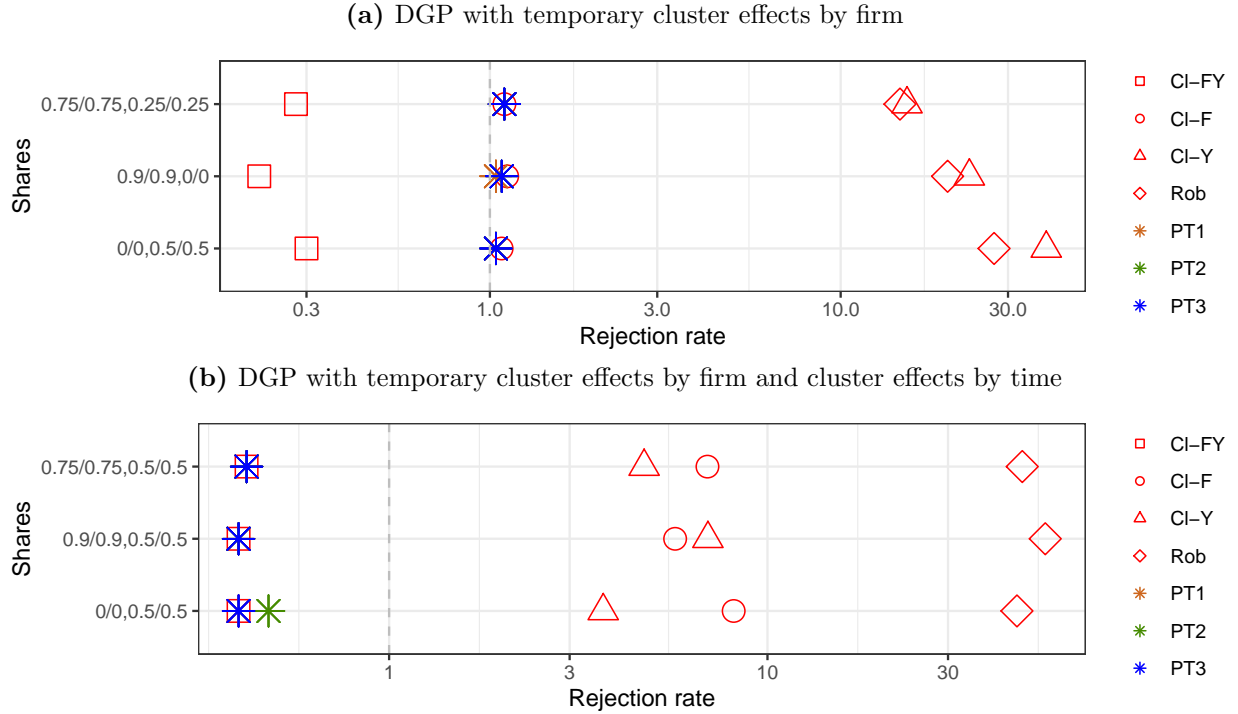 (a) DGP with temporary cluster effects by firm
Shares
0.75/0.75,0.25/0.25
0.9/0.9,0/0
0/0,0.5/0.5
0.3 1.0 3.0 10.0 30.0
Rejection rate
Cl−FY
Cl−F
Cl−Y
Rob
PT1
PT2
PT3
(b) DGP with temporary cluster effects by firm and cluster effects by time
Shares
0.75/0.75,0.5/0.5
0.9/0.9,0.5/0.5
0/0,0.5/0.5
1 3 10 30
Rejection rate
Cl−FY
Cl−F
Cl−Y
Rob
PT1
PT2
PT3